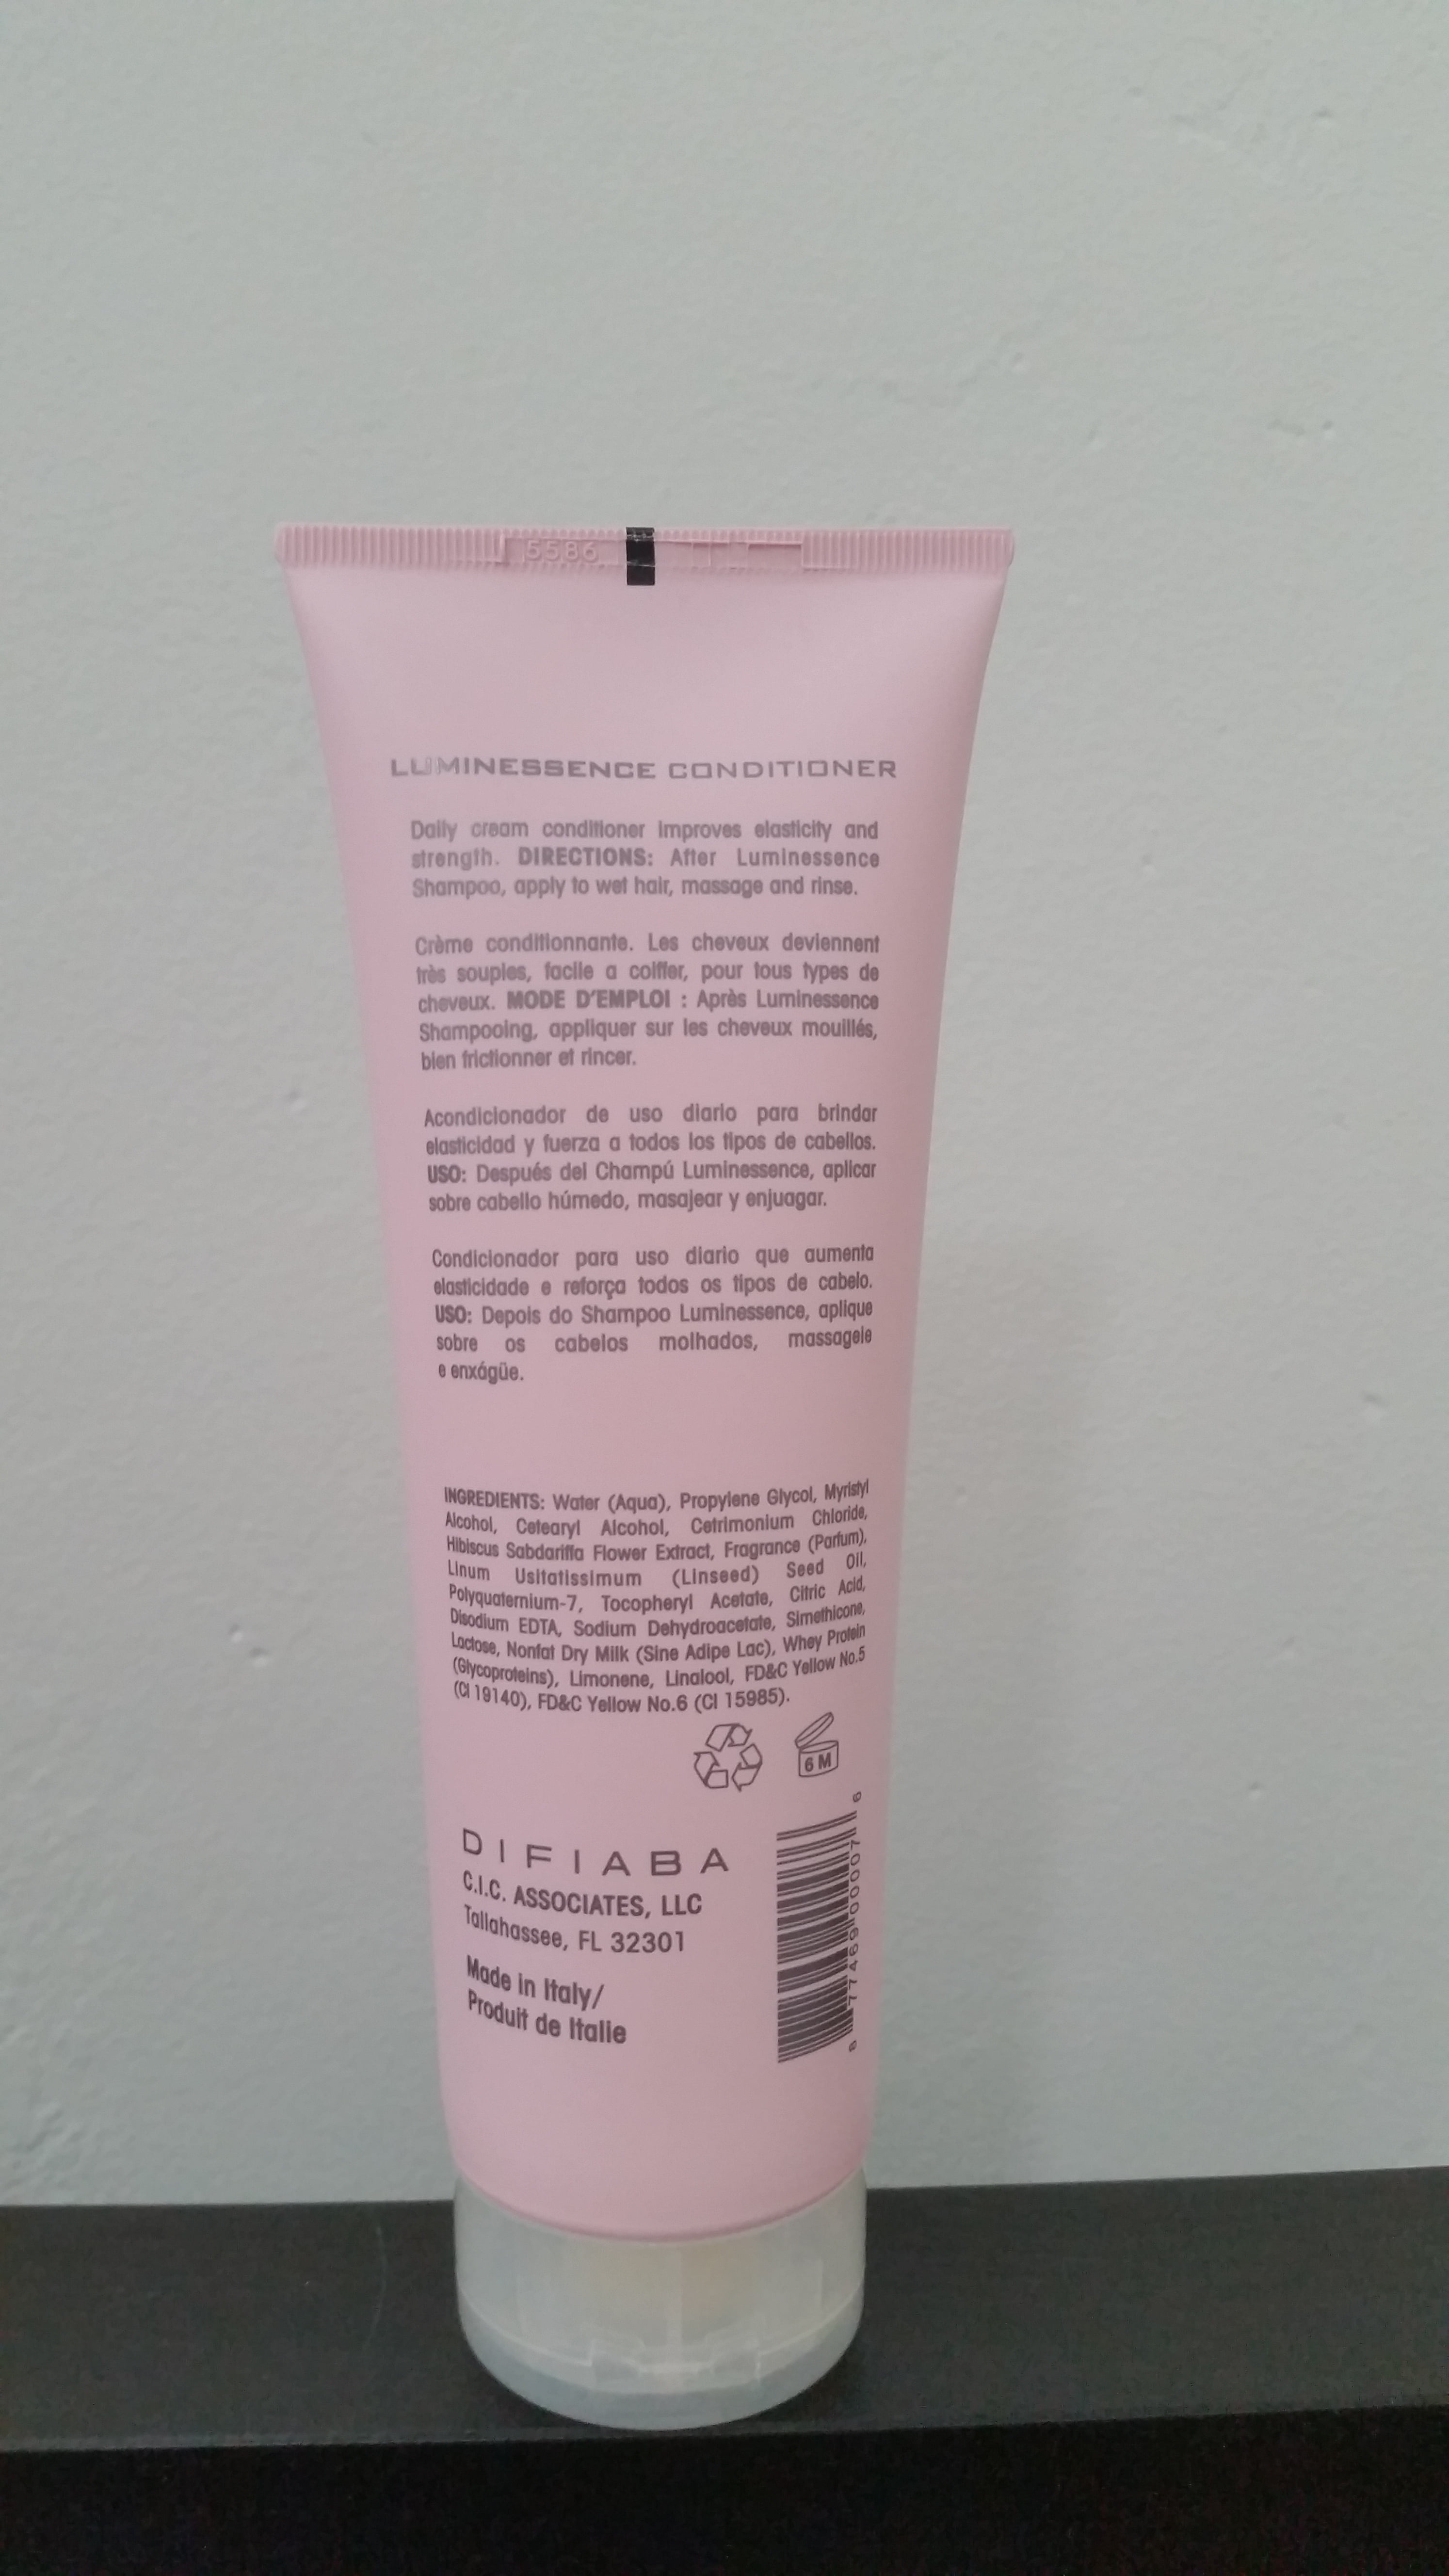 5586
LUMINESSENCE CONDITIONER
Daily cream conditioner improves elasticity and
strength. DIRECTIONS: After Luminessence
Shampoo, apply to wet hair, massage and rinse.
Crème conditionnante. Les cheveux deviennent
très souples, facile a coiffer, pour tous types de
cheveux. MODE D'EMPLOI : Après Luminessence
Shampooing, appliquer sur les cheveux mouillés,
bien frictionner et rincer.
Acondicionador de uso diario para brindar
elasticidad y fuerza a todos los tipos de cabellos.
USO: Después del Champú Luminessence, aplicar
sobre cabello húmedo, masajear y enjuagar.
Condicionador para uso diario que aumenta
elasticidade e reforça todos os tipos de cabelo.
USO: Depois do Shampoo Luminessence, aplique
sobre os cabelos molhados, massageie
e enxágüe.
INGREDIENTS: Water (Aqua), Propylene Glycol, Myristyl
Alcohol, Cetearyl Alcohol, Cetrimonium Chloride,
Hibiscus Sabdariffa Flower Extract, Fragrance (Parfum),
Linum Usitatissimum (Linseed) Seed Oil,
Polyquaternium-7, Tocopheryl Acetate, Citric Acid,
Disodium EDTA, Sodium Dehydroacetate, Simethicone,
Lactose, Nonfat Dry Milk (Sine Adipe Lac), Whey Protein
(Glycoproteins), Limonene, Linalool, FD&C Yellow No.5
(CI 19140), FD&C Yellow No.6 (CI 15985).
6 M
DIFIABA
C.I.C. ASSOCIATES, LLC
Tallahassee, FL 32301
Made in Italy/
Produit de Italie
8 77469 00007 6